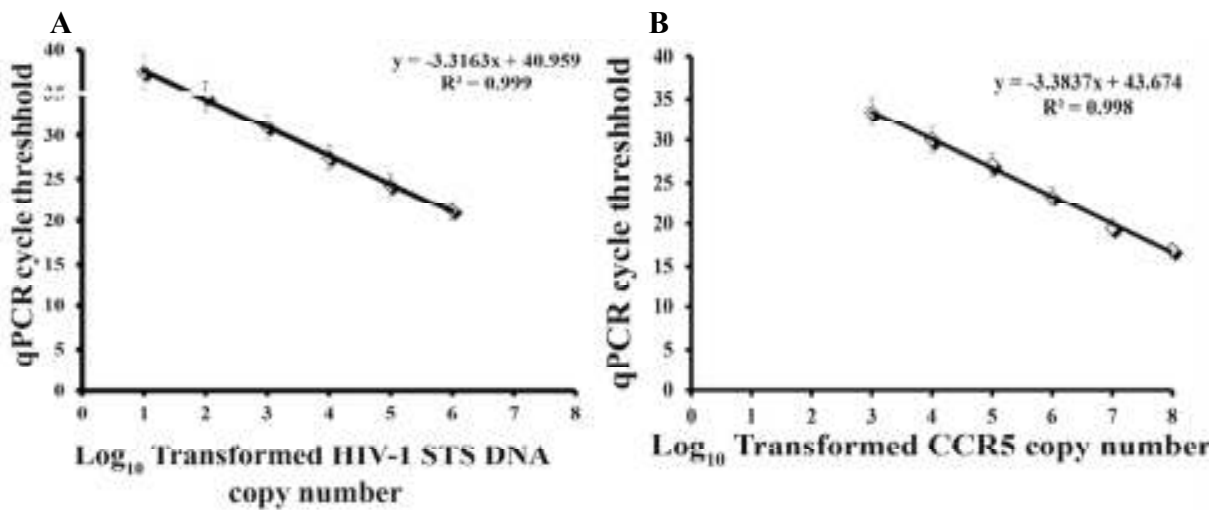 A
qPCR cycle threshhold
40
35
30
25
20
15
10
5
0
y = -3.3163x + 40.959
R² = 0.999
0 1 2 3 4 5 6 7 8
Log₁₀ Transformed HIV-1 STS DNA
copy number
B
qPCR cycle threshhold
40
35
30
25
20
15
10
5
0
y = -3.3837x + 43.674
R² = 0.998
0 1 2 3 4 5 6 7 8
Log₁₀ Transformed CCR5 copy number